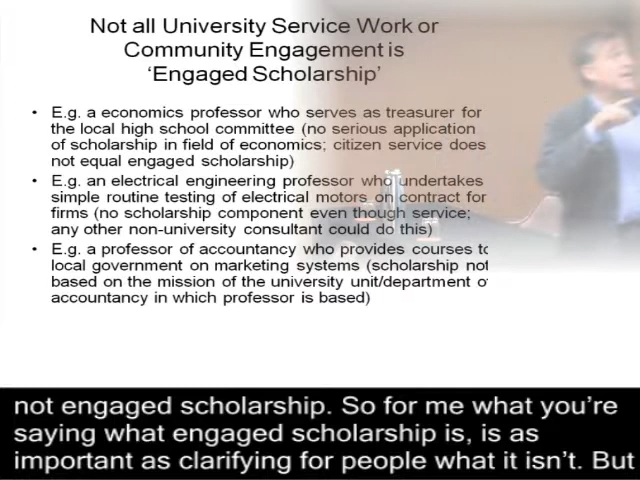 Not all University Service Work or
Community Engagement is
‘Engaged Scholarship’
• E.g. a economics professor who serves as treasurer for
the local high school committee (no serious application
of scholarship in field of economics; citizen service does
not equal engaged scholarship)
• E.g. an electrical engineering professor who undertakes
simple routine testing of electrical motors on contract for
firms (no scholarship component even though service;
any other non-university consultant could do this)
• E.g. a professor of accountancy who provides courses to
local government on marketing systems (scholarship not
based on the mission of the university unit/department o
accountancy in which professor is based)
not engaged scholarship. So for me what you’re
saying what engaged scholarship is, is as
important as clarifying for people what it isn’t. But